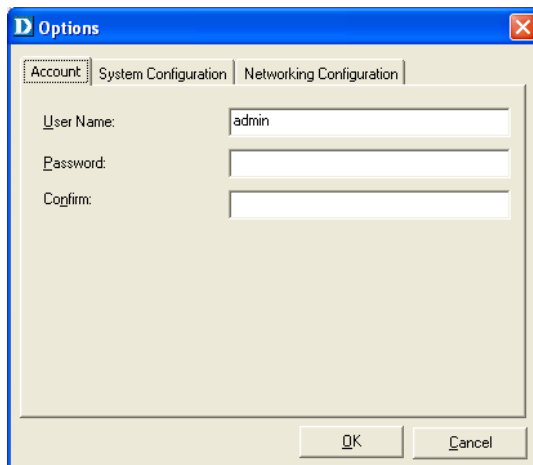 D Options
Account System Configuration Networking Configuration
User Name: admin
Password:
Confirm:
OK Cancel